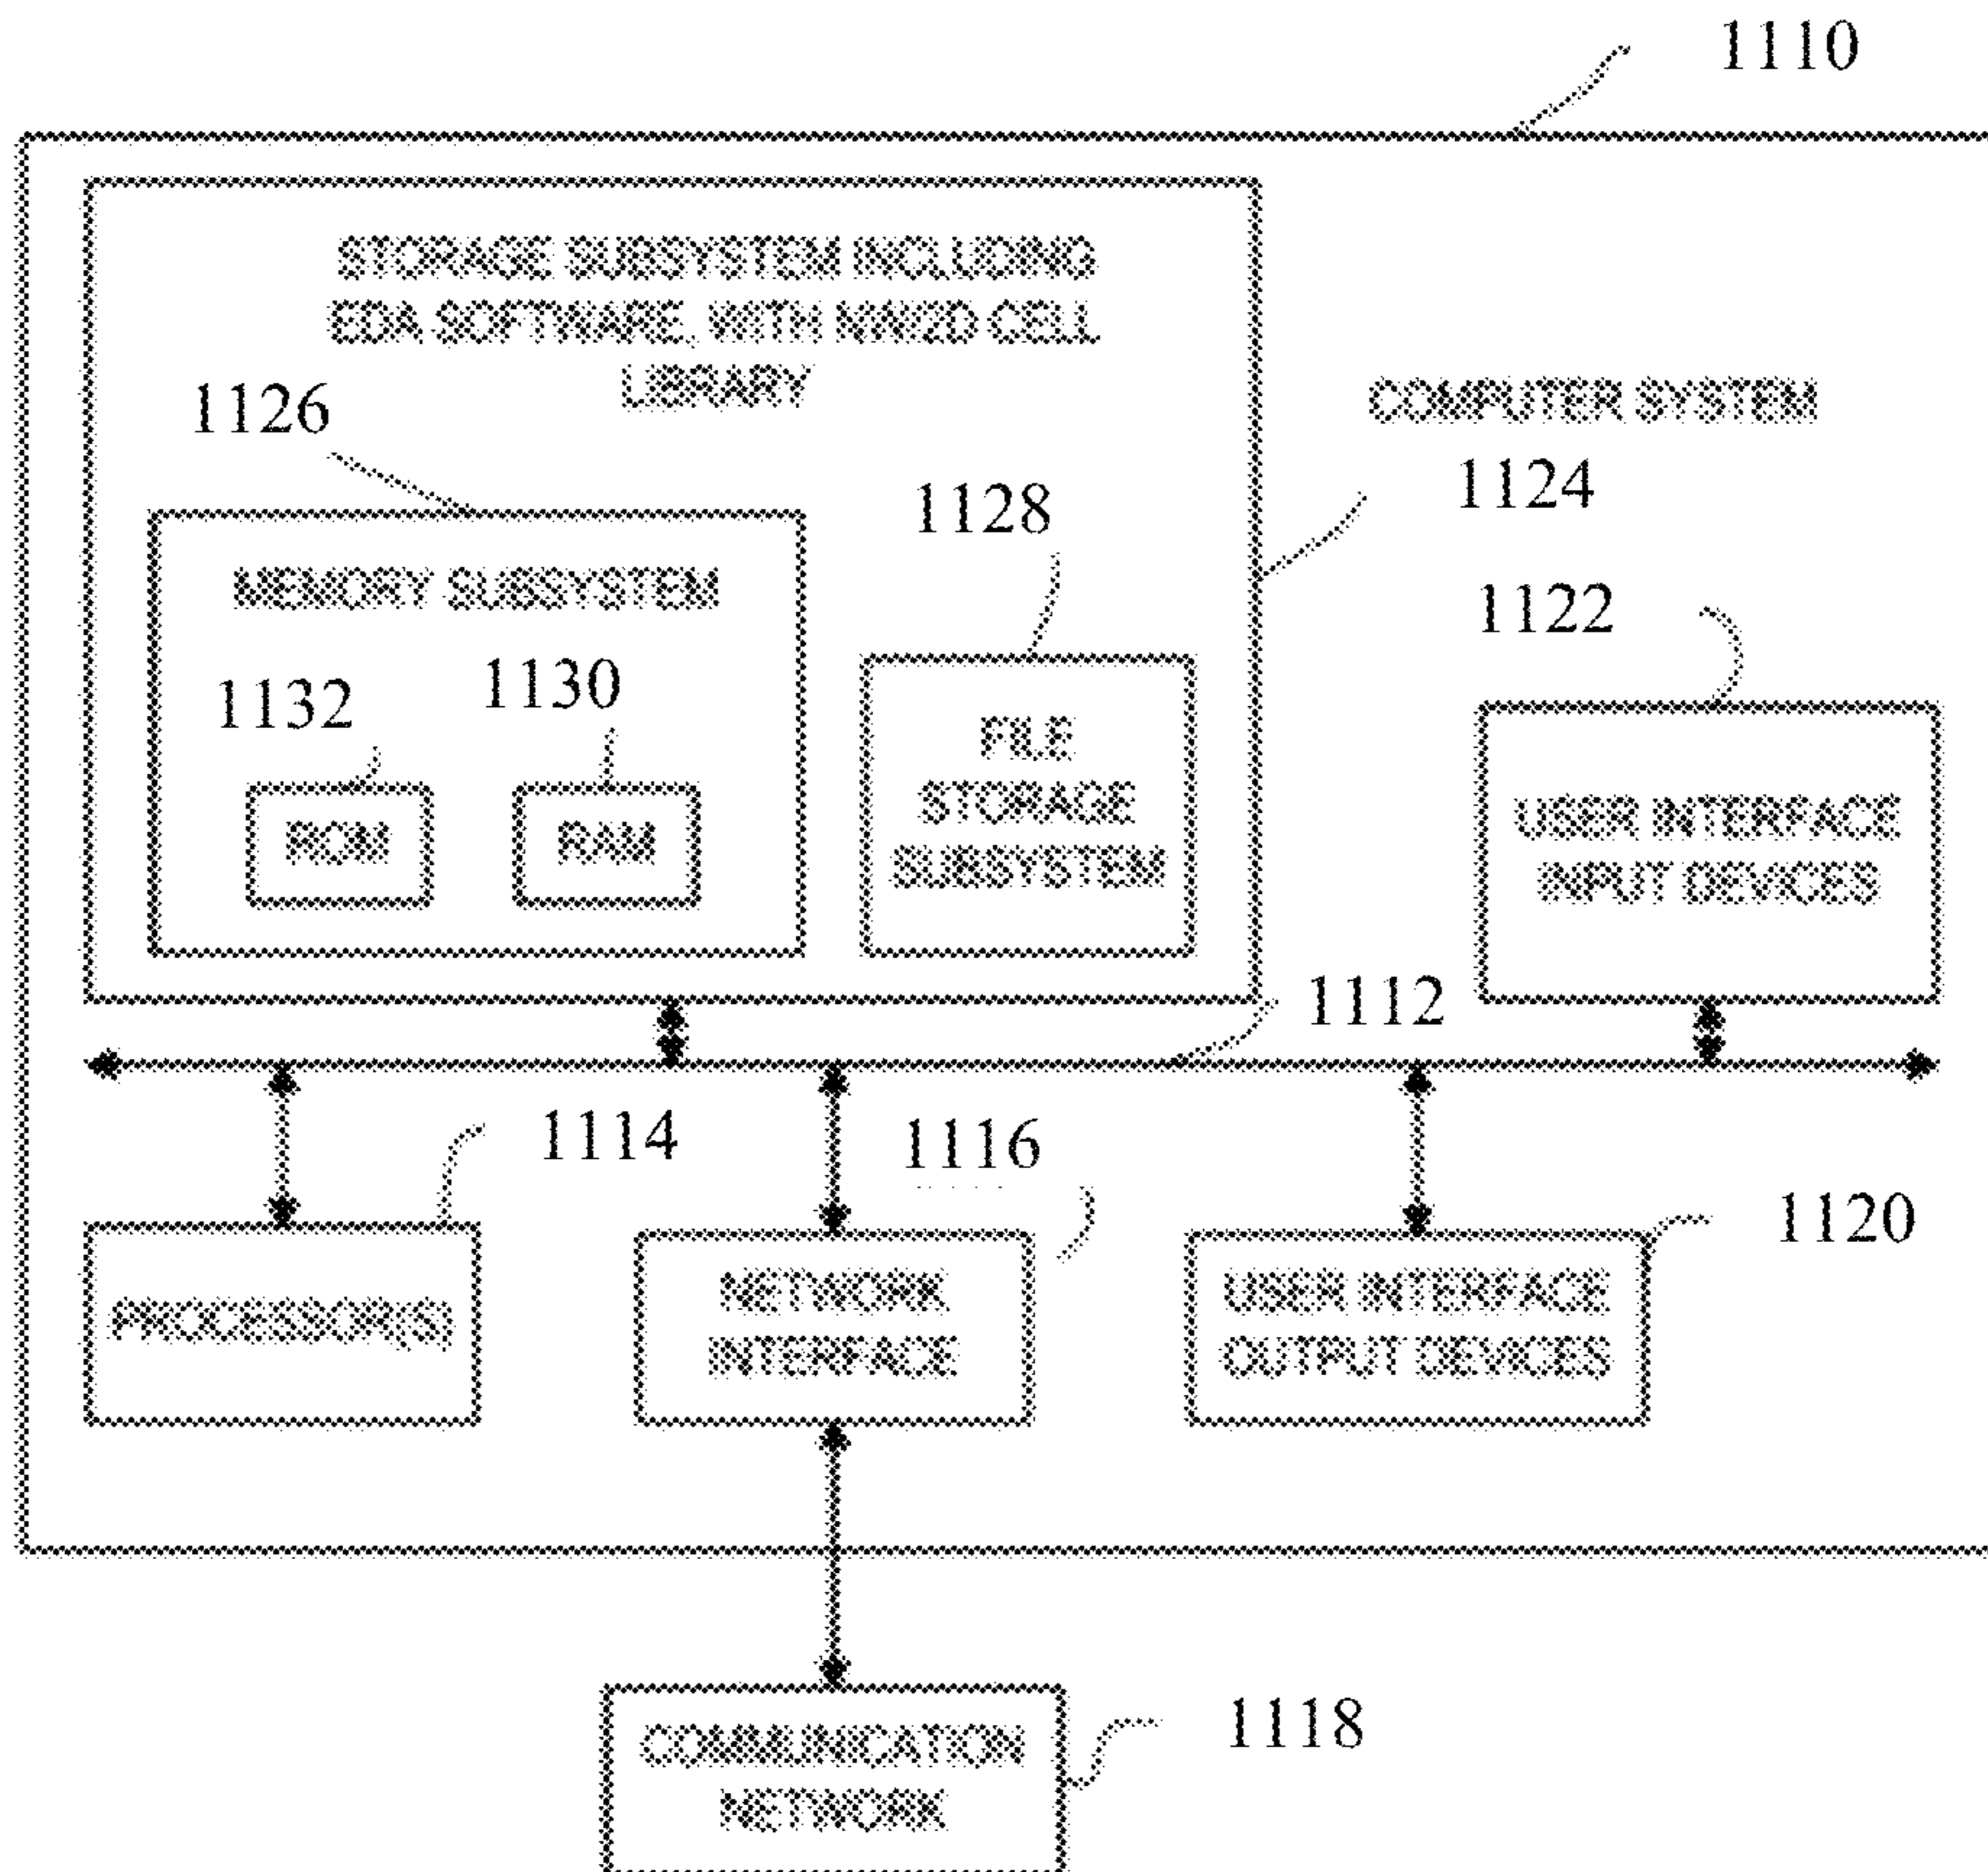 1110
STORAGE SUBSYSTEM INCLUDING
EDA SOFTWARE, WITH NW/2D CELL
LIBRARY
1126
COMPUTER SYSTEM
1124
1128
MEMORY SUBSYSTEM
1122
1132
1130
FILE
STORAGE
SUBSYSTEM
ROM
RAM
USER INTERFACE
INPUT DEVICES
1112
1114
1116
1120
PROCESSOR(S)
NETWORK
INTERFACE
USER INTERFACE
OUTPUT DEVICES
1118
COMMUNICATION
NETWORK